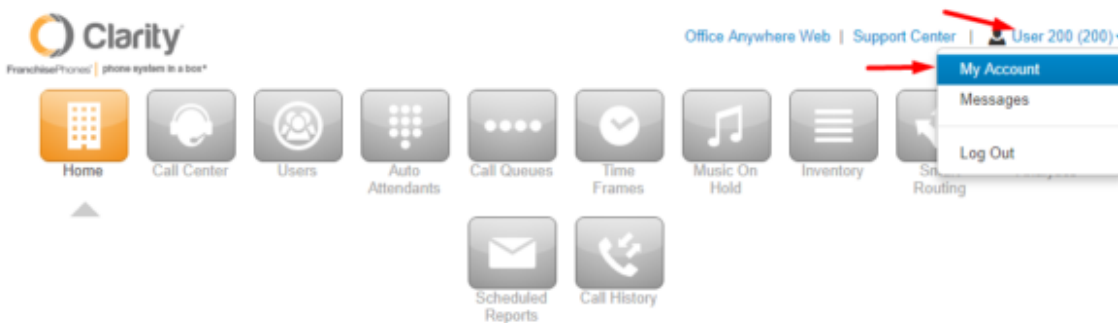 Clarity
FranchisePhones | phone system in a box
Office Anywhere Web | Support Center | User 200 (200)
My Account
Messages
Log Out
Home
Call Center
Users
Auto
Attendants
Call Queues
Time
Frames
Music On
Hold
Inventory
Routing
Scheduled
Reports
Call History